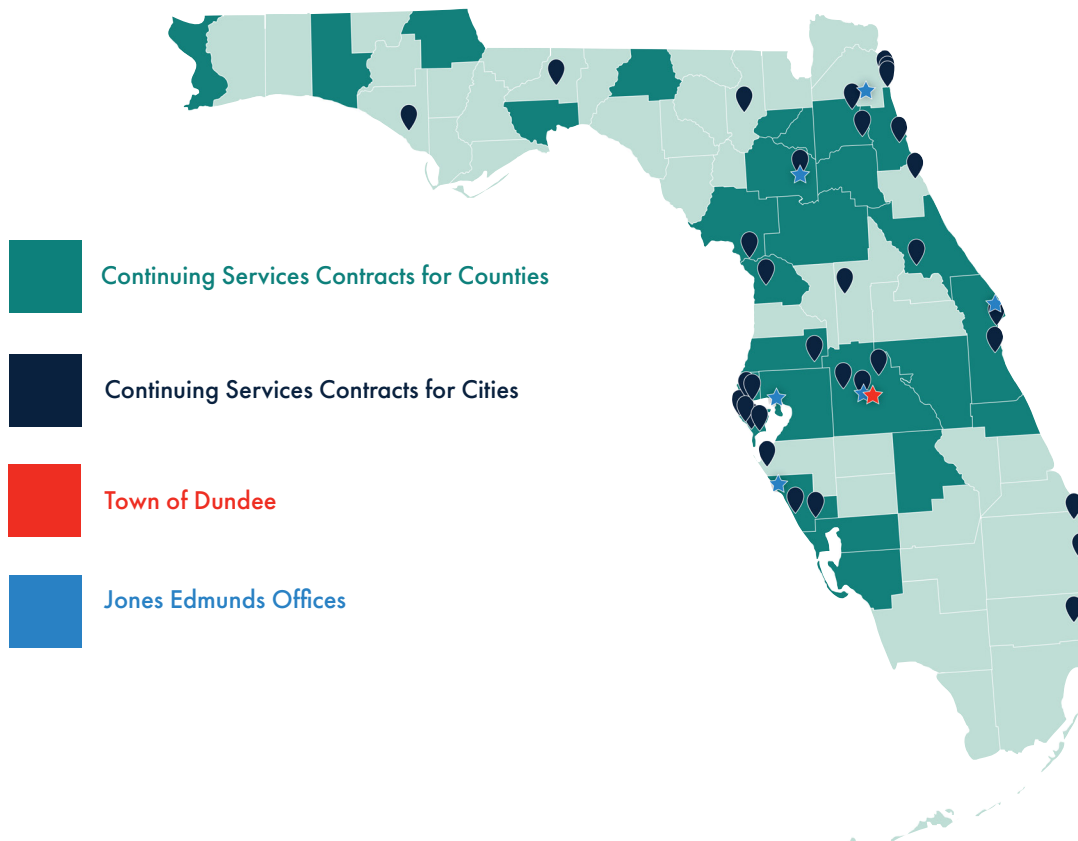 Continuing Services Contracts for Counties
Continuing Services Contracts for Cities
Town of Dundee
Jones Edmunds Offices